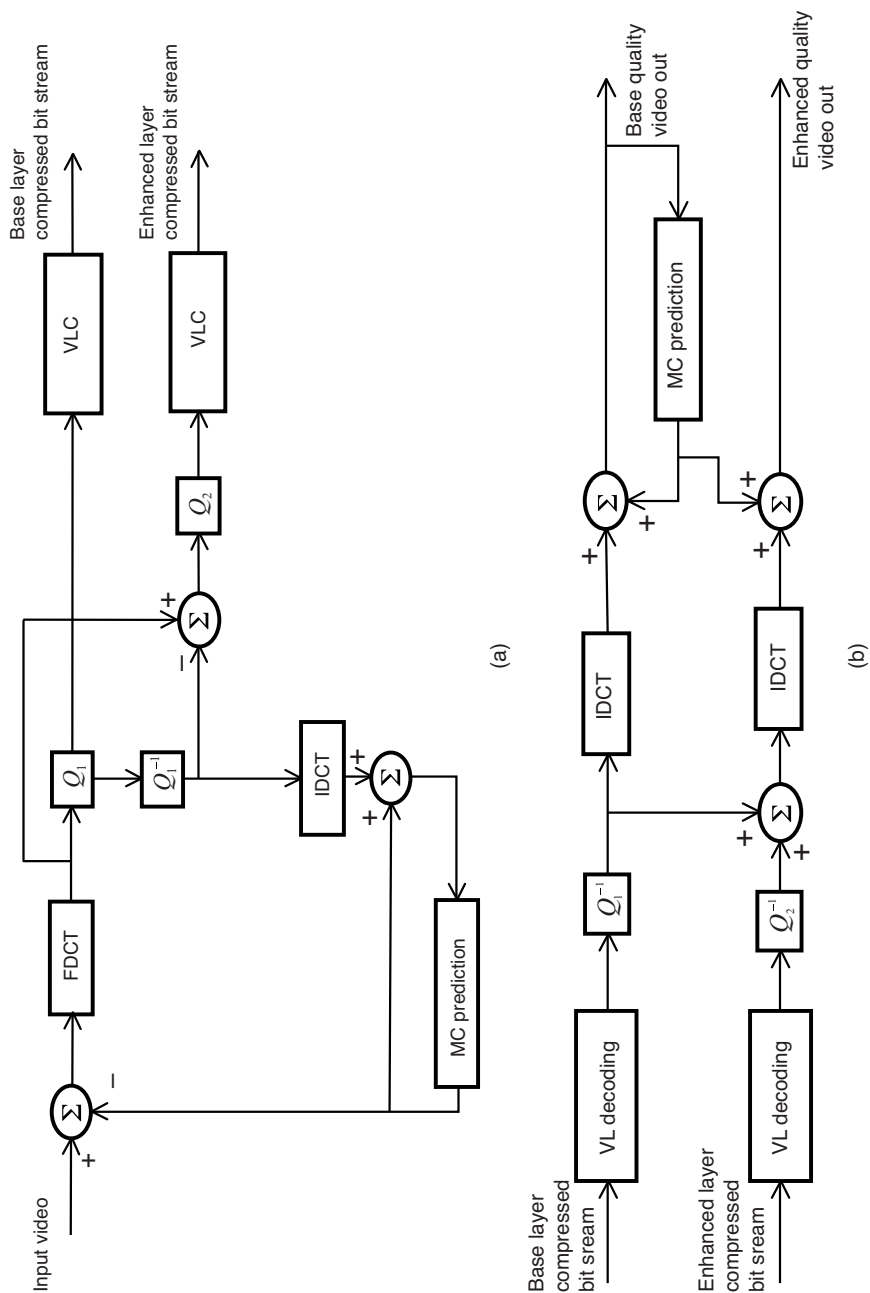 Input video
+
Σ
−
FDCT
Q₁
Q₁⁻¹
VLC
Base layer
compressed bit stream
−
+
Σ
Q₂
VLC
Enhanced layer
compressed bit stream
IDCT
+
+
Σ
MC prediction
(a)
Base layer
compressed
bit sream
VL decoding
Q₁⁻¹
IDCT
+
+
Σ
MC prediction
Base quality
video out
Enhanced layer
compressed
bit sream
VL decoding
Q₂⁻¹
+
+
Σ
IDCT
+
+
Σ
Enhanced quality
video out
(b)